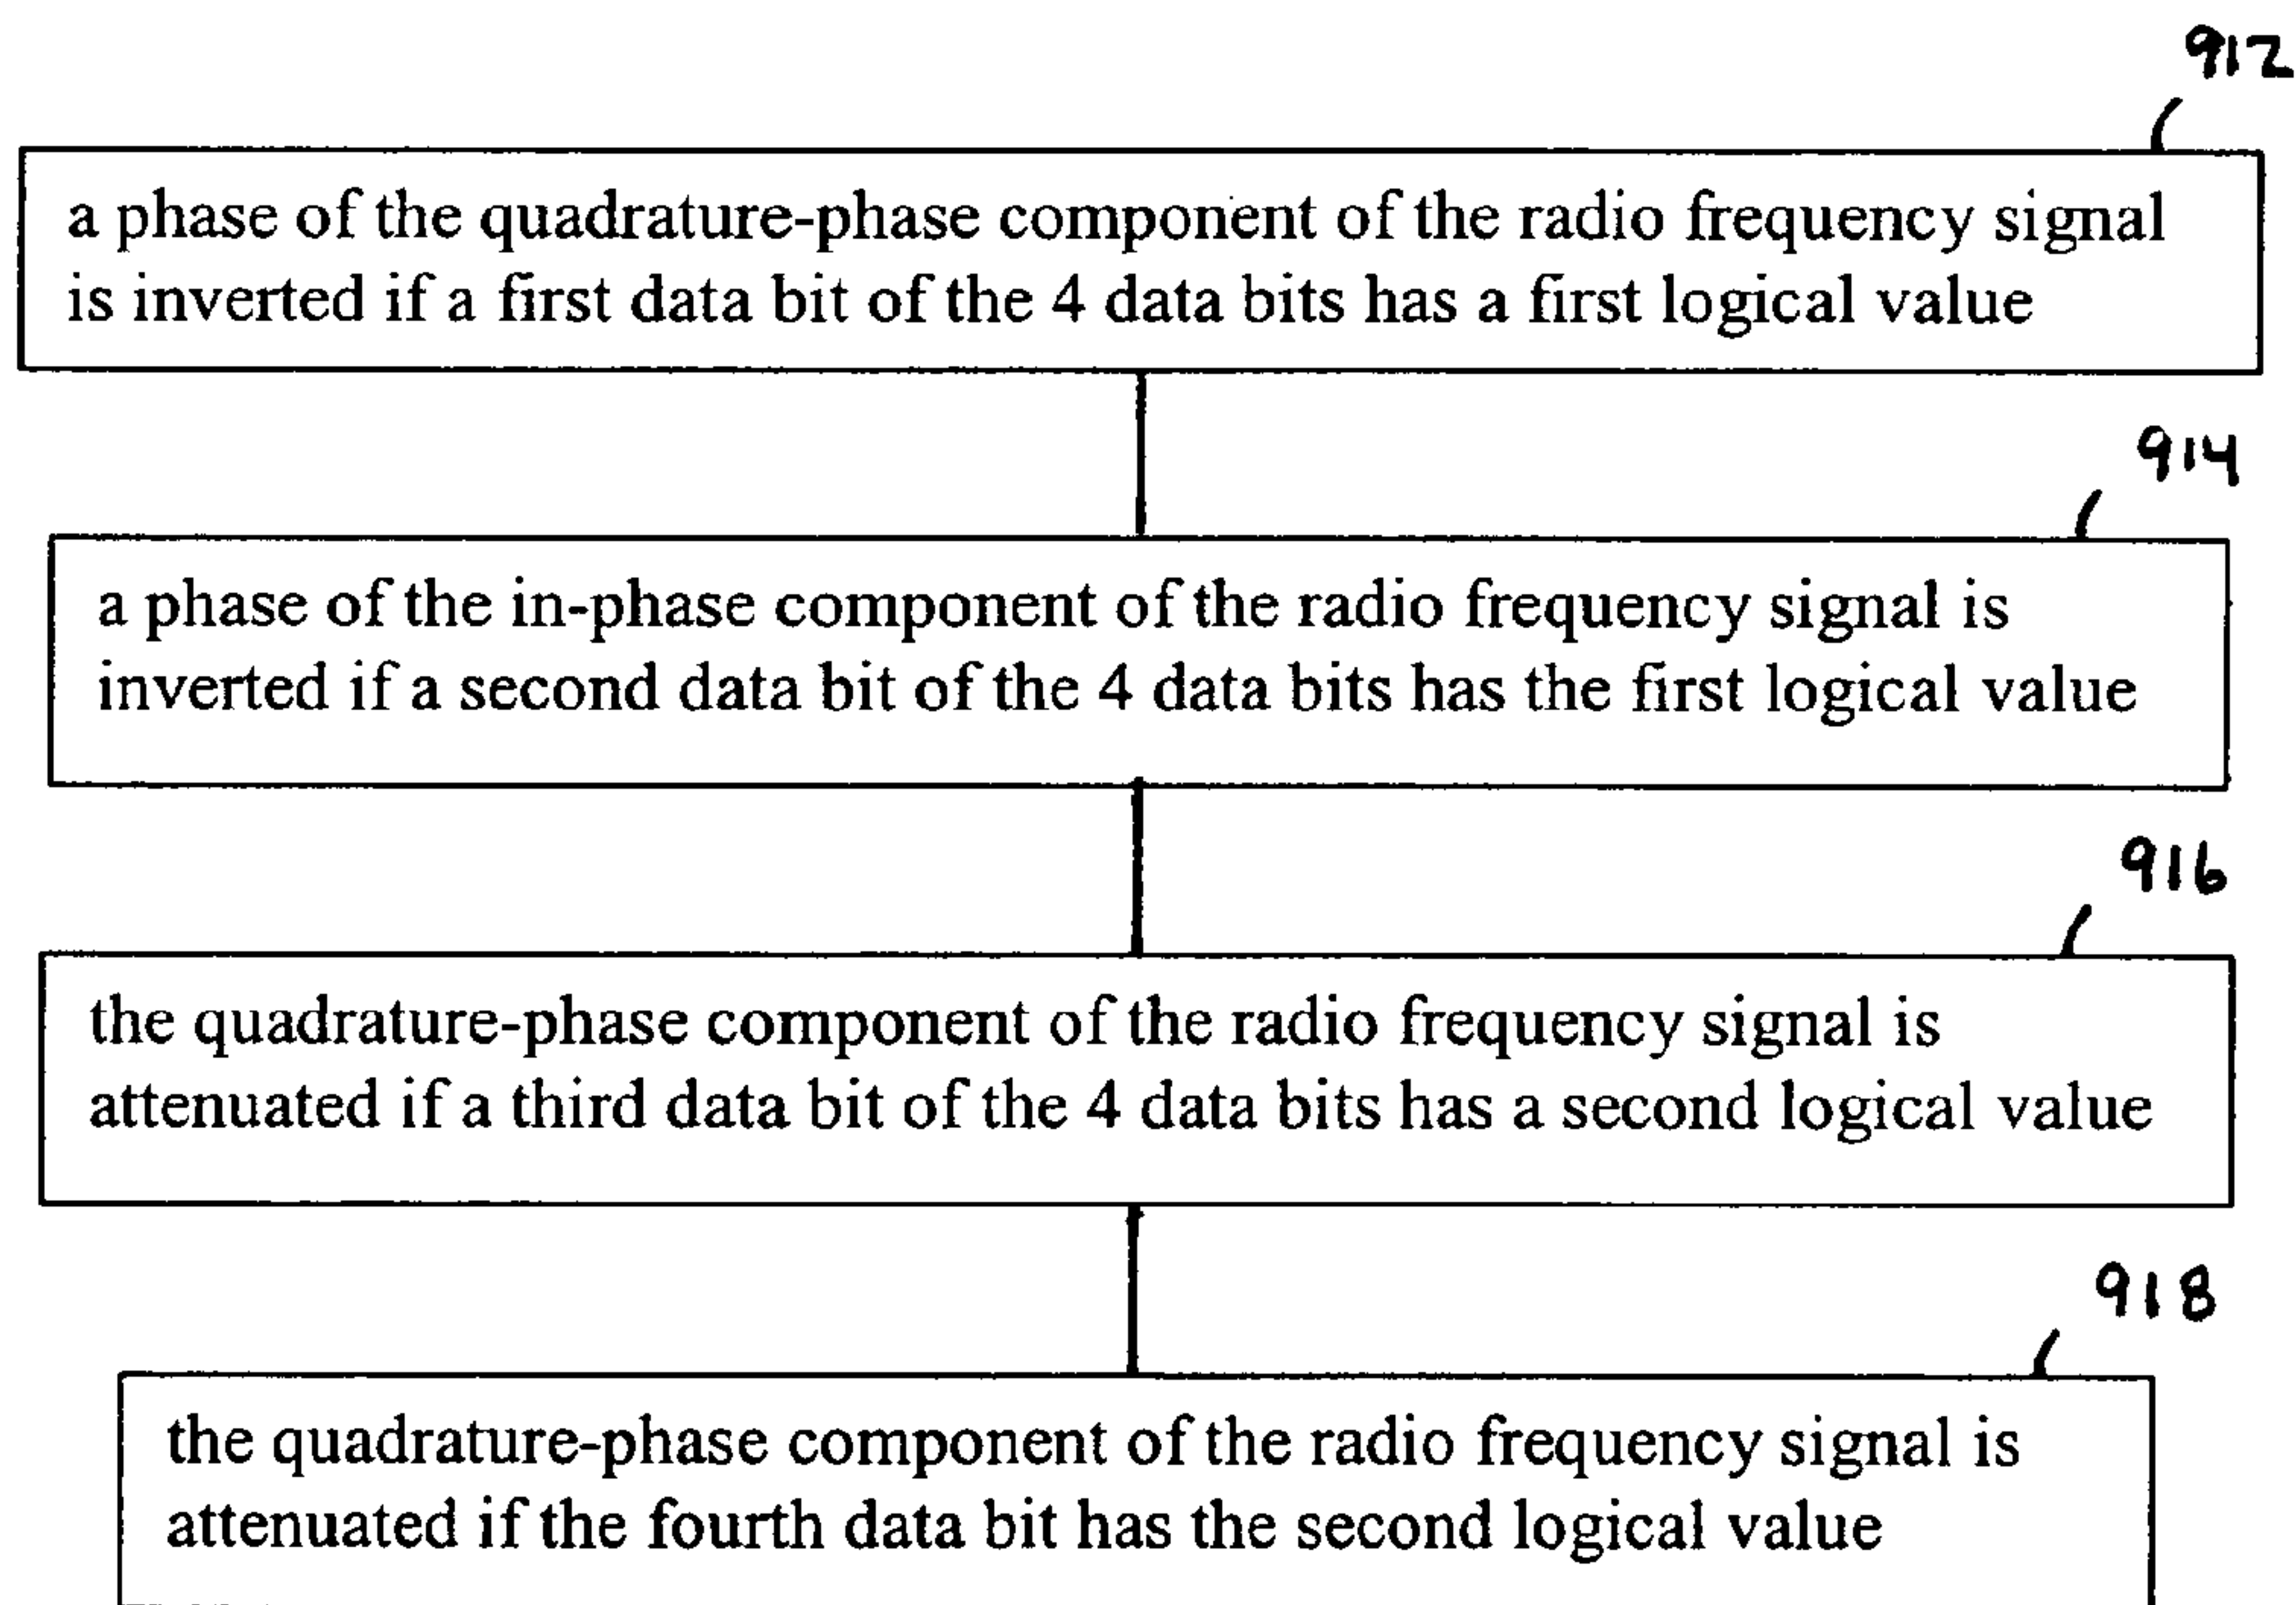 912
a phase of the quadrature-phase component of the radio frequency signal
is inverted if a first data bit of the 4 data bits has a first logical value
914
a phase of the in-phase component of the radio frequency signal is
inverted if a second data bit of the 4 data bits has the first logical value
916
the quadrature-phase component of the radio frequency signal is
attenuated if a third data bit of the 4 data bits has a second logical value
918
the quadrature-phase component of the radio frequency signal is
attenuated if the fourth data bit has the second logical value